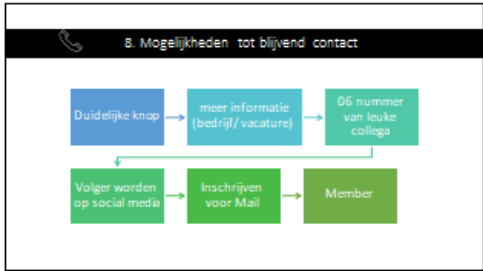 8. Mogelijkheden tot blijvend contact
Duidelijke knop
meer informatie
(bedrijf/ vacature)
06 nummer
van leuke
collega
Volger worden
op social media
Inschrijven
voor Mail
Member